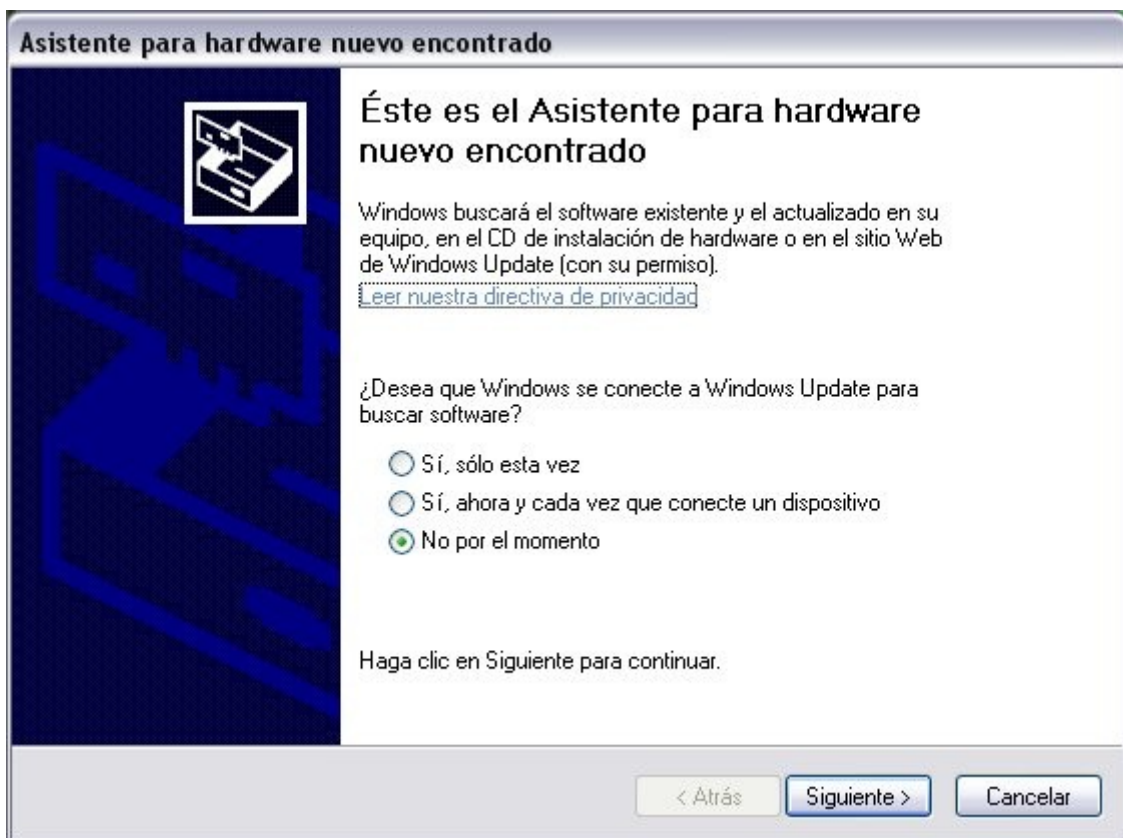 Asistente para hardware nuevo encontrado
Éste es el Asistente para hardware
nuevo encontrado
Windows buscará el software existente y el actualizado en su
equipo, en el CD de instalación de hardware o en el sitio Web
de Windows Update (con su permiso).
Leer nuestra directiva de privacidad
¿Desea que Windows se conecte a Windows Update para
buscar software?
Sí, sólo esta vez
Sí, ahora y cada vez que conecte un dispositivo
No por el momento
Haga clic en Siguiente para continuar.
< Atrás
Siguiente >
Cancelar